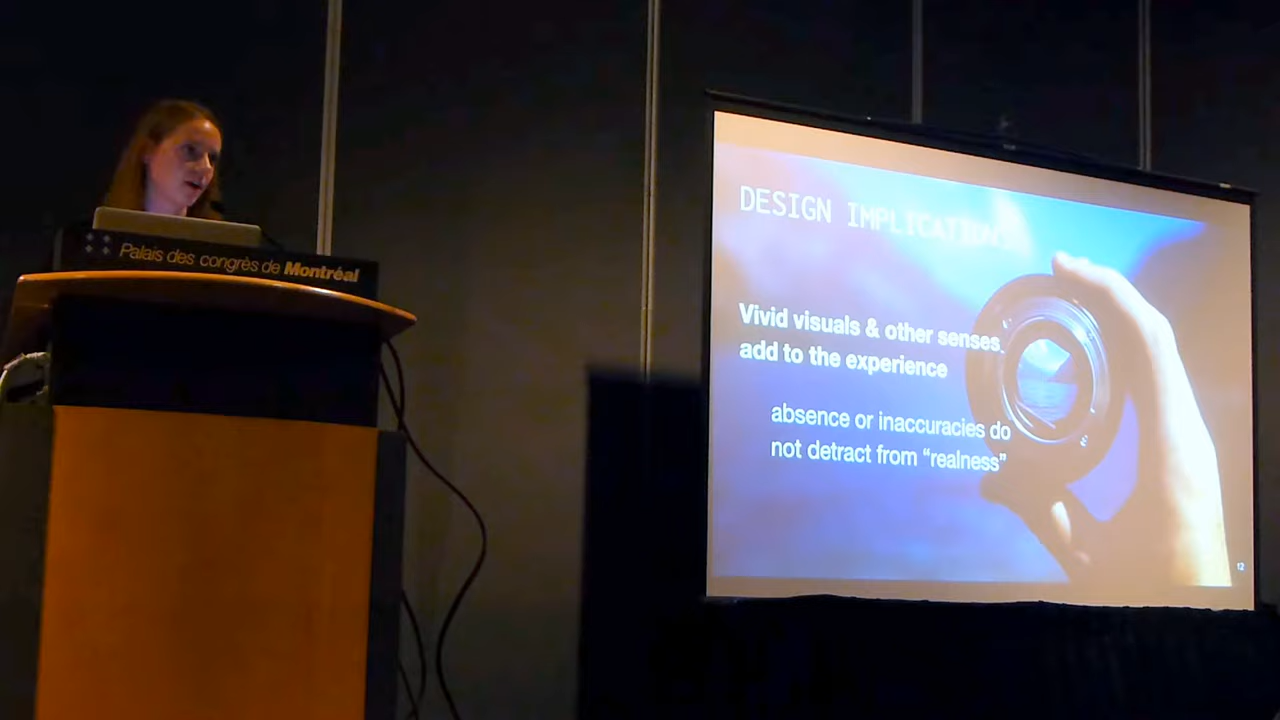 Palais des congrès de Montréal
DESIGN IMPLICATIONS
Vivid visuals & other senses
add to the experience
absence or inaccuracies do
not detract from “realness”
12